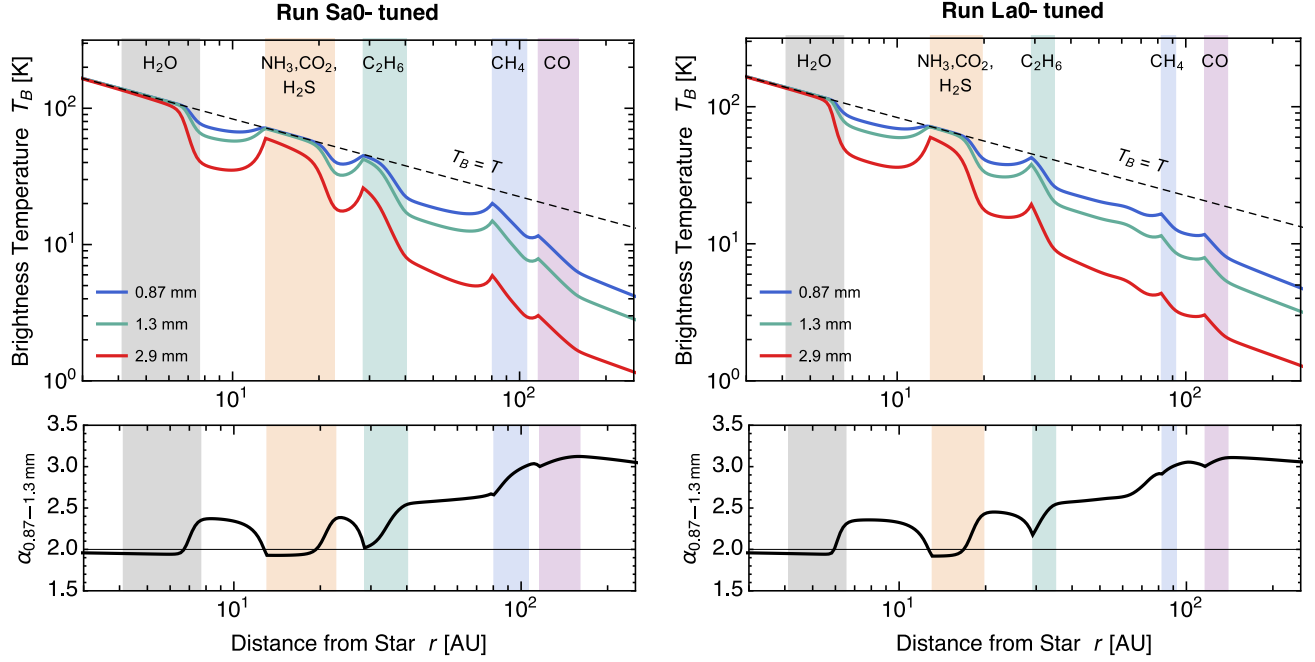 Run Sa0- tuned
Brightness Temperature T_B [K]
10²
10¹
10⁰
H₂O
NH₃,CO₂,
H₂S
C₂H₆
CH₄
CO
T_B = T
0.87 mm
1.3 mm
2.9 mm
10¹
10²
α₀.₈₇₋₁.₃ ₘₘ
3.5
3.0
2.5
2.0
1.5
10¹
10²
Distance from Star r [AU]
Run La0- tuned
Brightness Temperature T_B [K]
10²
10¹
10⁰
H₂O
NH₃,CO₂,
H₂S
C₂H₆
CH₄
CO
T_B = T
0.87 mm
1.3 mm
2.9 mm
10¹
10²
α₀.₈₇₋₁.₃ ₘₘ
3.5
3.0
2.5
2.0
1.5
10¹
10²
Distance from Star r [AU]